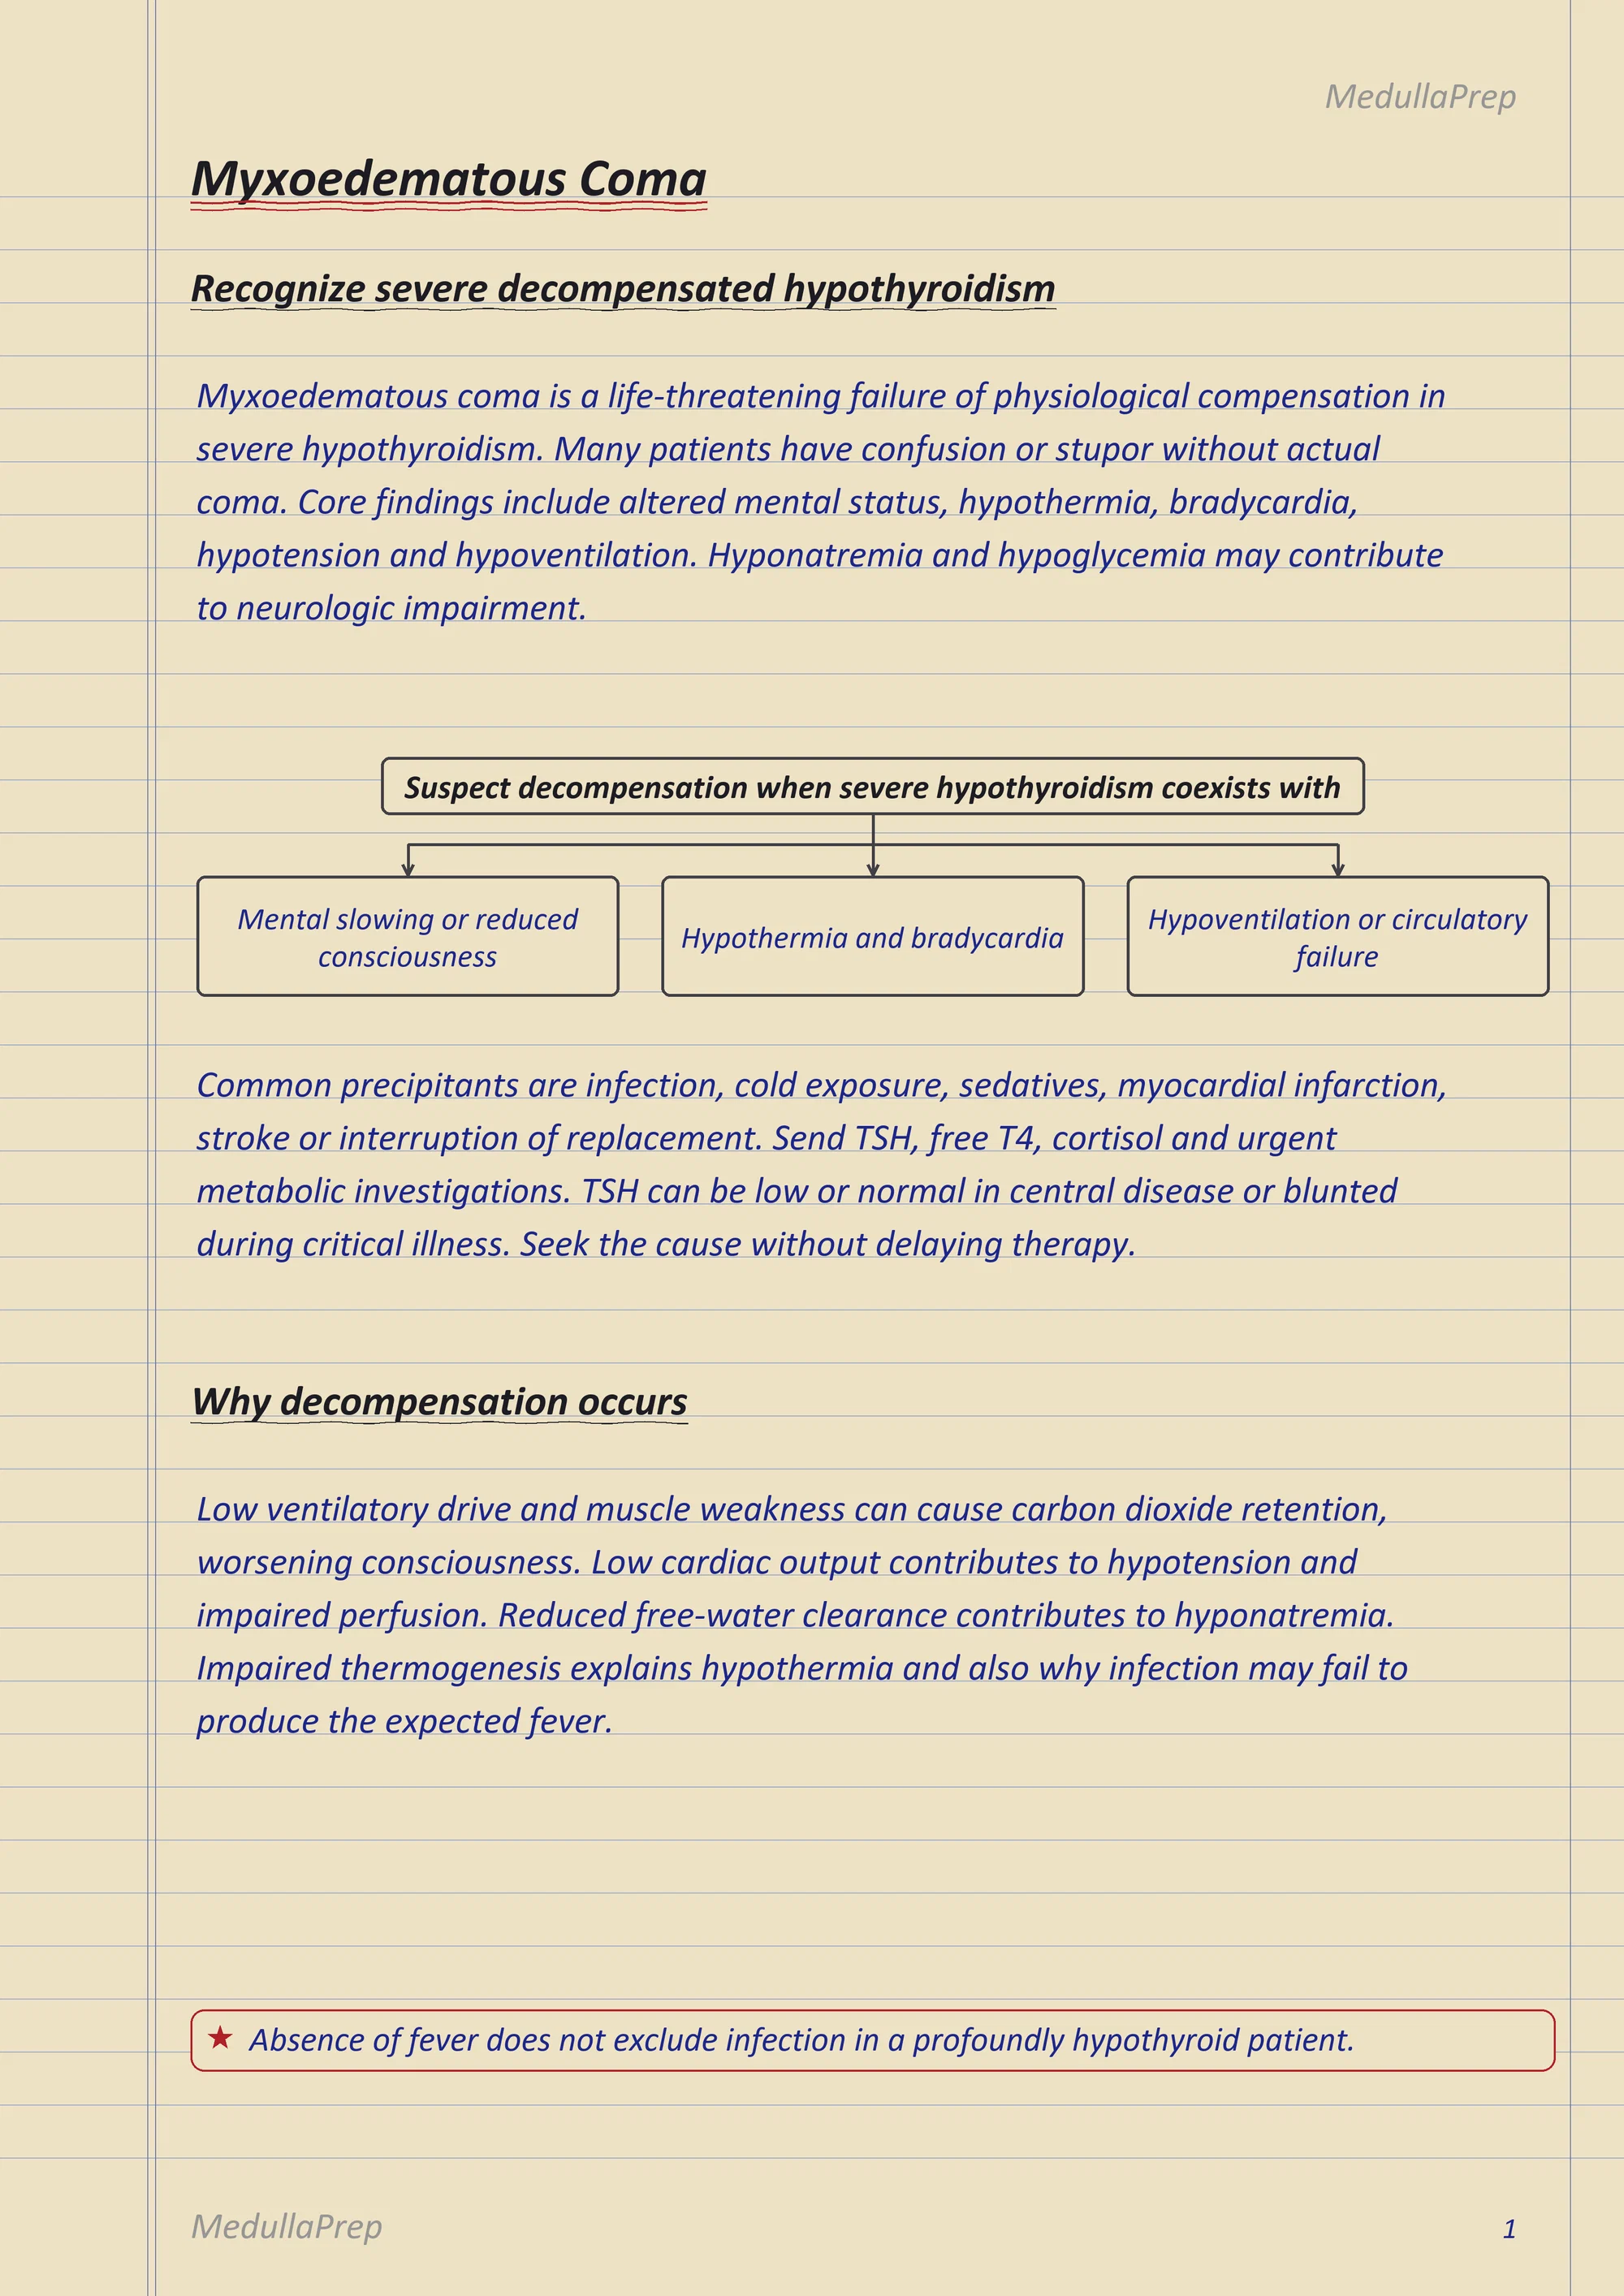 MedullaPrep
Myxoedematous Coma
Recognize severe decompensated hypothyroidism
Myxoedematous coma is a life-threatening failure of physiological compensation in
severe hypothyroidism. Many patients have confusion or stupor without actual
coma. Core findings include altered mental status, hypothermia, bradycardia,
hypotension and hypoventilation. Hyponatremia and hypoglycemia may contribute
to neurologic impairment.
Suspect decompensation when severe hypothyroidism coexists with
Mental slowing or reduced
consciousness
Hypothermia and bradycardia
Hypoventilation or circulatory
failure
Common precipitants are infection, cold exposure, sedatives, myocardial infarction,
stroke or interruption of replacement. Send TSH, free T4, cortisol and urgent
metabolic investigations. TSH can be low or normal in central disease or blunted
during critical illness. Seek the cause without delaying therapy.
Why decompensation occurs
Low ventilatory drive and muscle weakness can cause carbon dioxide retention,
worsening consciousness. Low cardiac output contributes to hypotension and
impaired perfusion. Reduced free-water clearance contributes to hyponatremia.
Impaired thermogenesis explains hypothermia and also why infection may fail to
produce the expected fever.
★ Absence of fever does not exclude infection in a profoundly hypothyroid patient.
MedullaPrep
1